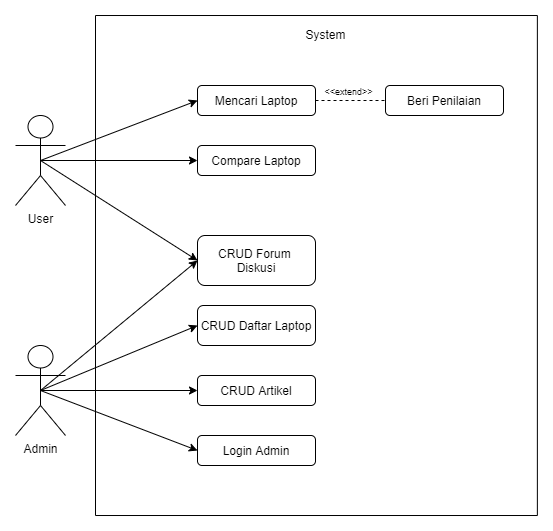 System
Mencari Laptop
<<extend>>
Beri Penilaian
Compare Laptop
User
CRUD Forum
Diskusi
CRUD Daftar Laptop
CRUD Artikel
Admin
Login Admin